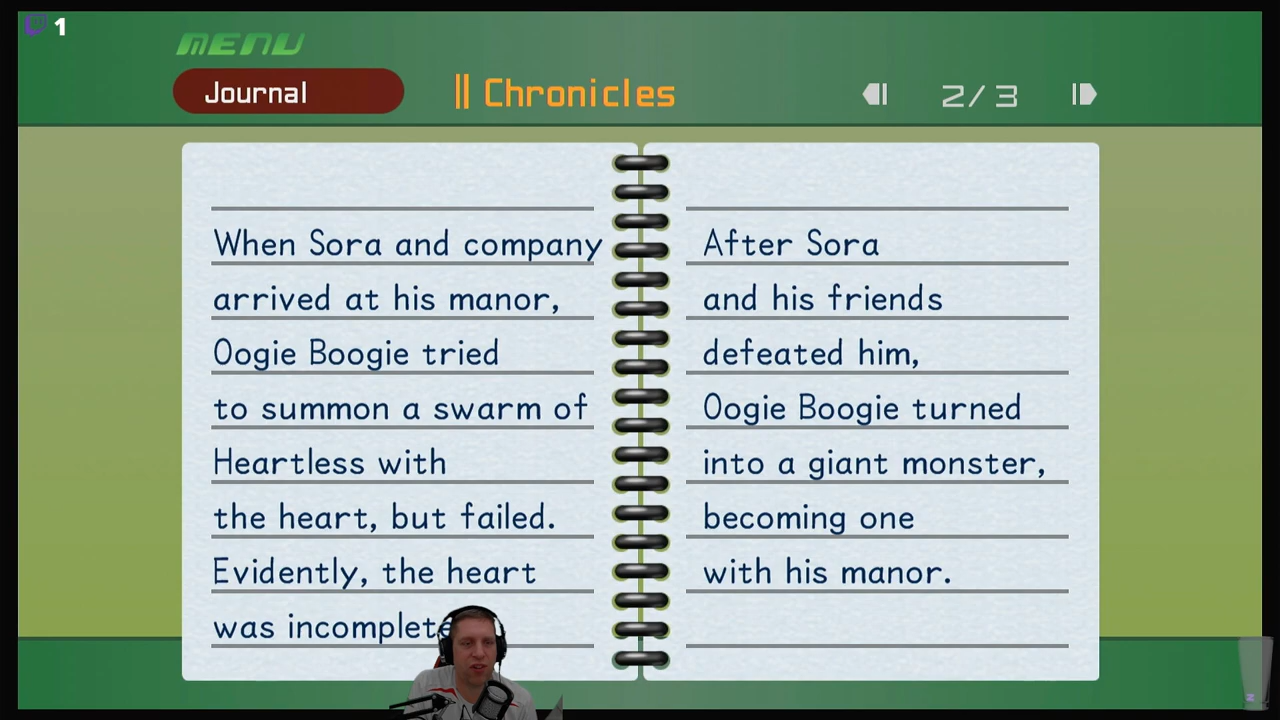 1
MENU
Journal
Chronicles
2/3
When Sora and company
arrived at his manor,
Oogie Boogie tried
to summon a swarm of
Heartless with
the heart, but failed.
Evidently, the heart
was incomplete
After Sora
and his friends
defeated him,
Oogie Boogie turned
into a giant monster,
becoming one
with his manor.